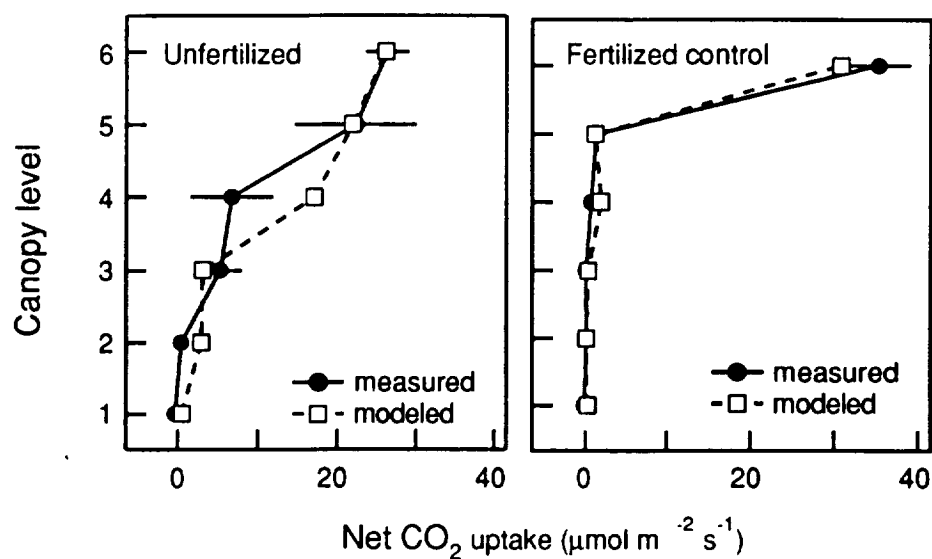 Unfertilized
Fertilized control
Canopy level
6
5
4
3
2
1
measured
modeled
measured
modeled
0
20
40
0
20
40
Net CO₂ uptake (μmol m⁻² s⁻¹)